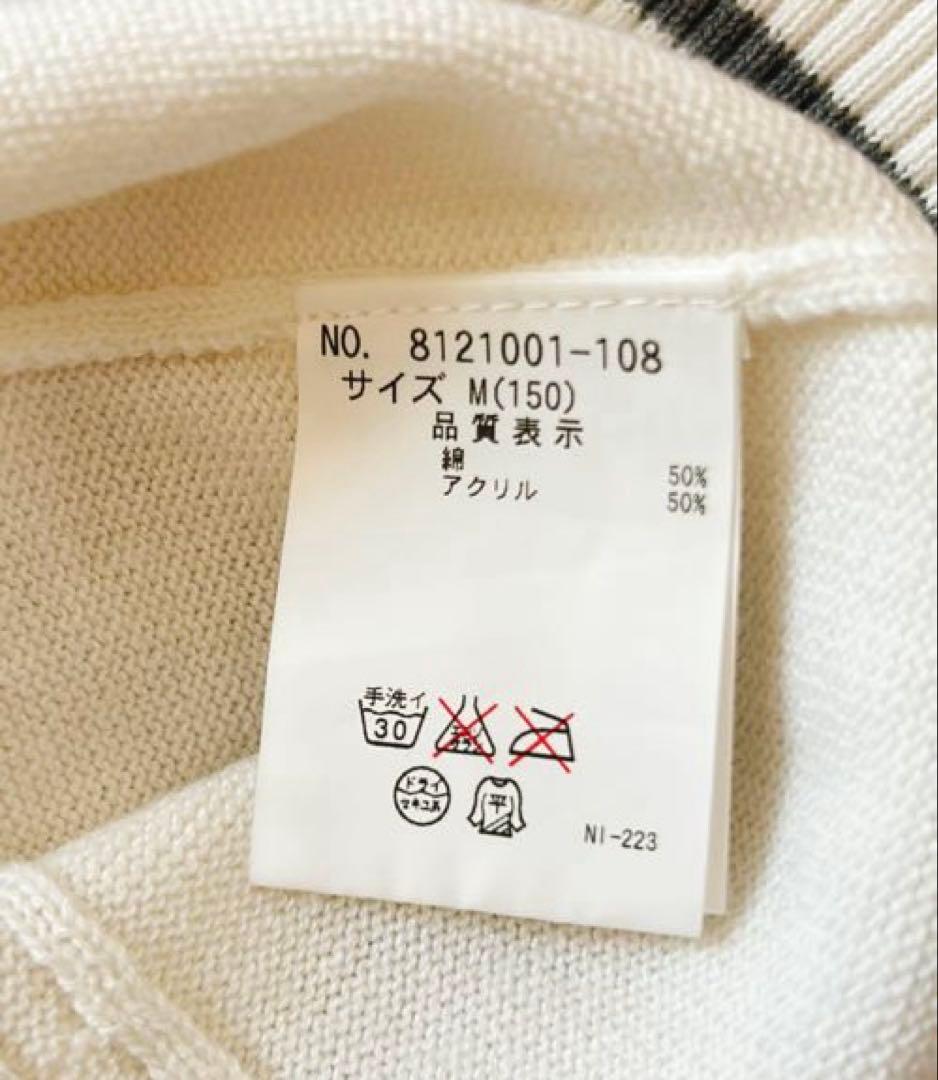 NO. 8121001-108
サイズ M(150)
品質表示
綿 50%
アクリル 50%
手洗イ
30
ドライ
平
NI-223